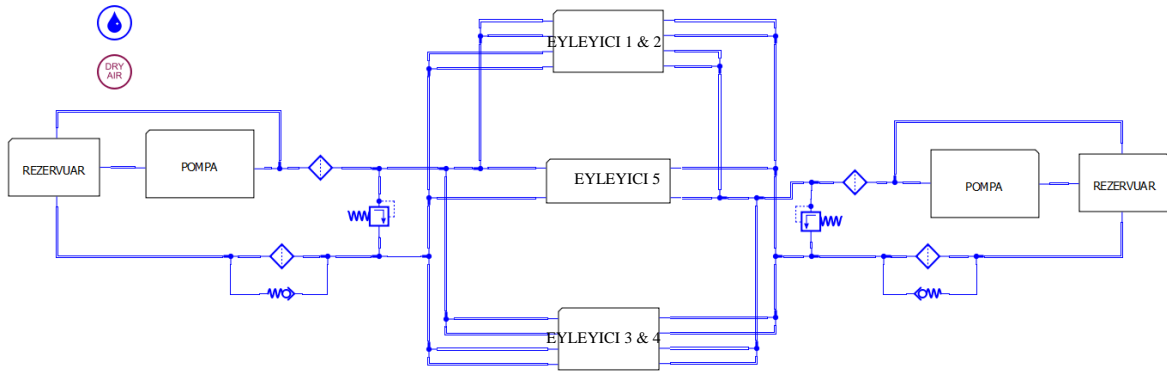 EYLEYICI 1 & 2
DRY
AIR
REZERVUAR
POMPA
EYLEYICI 5
POMPA
REZERVUAR
EYLEYICI 3 & 4